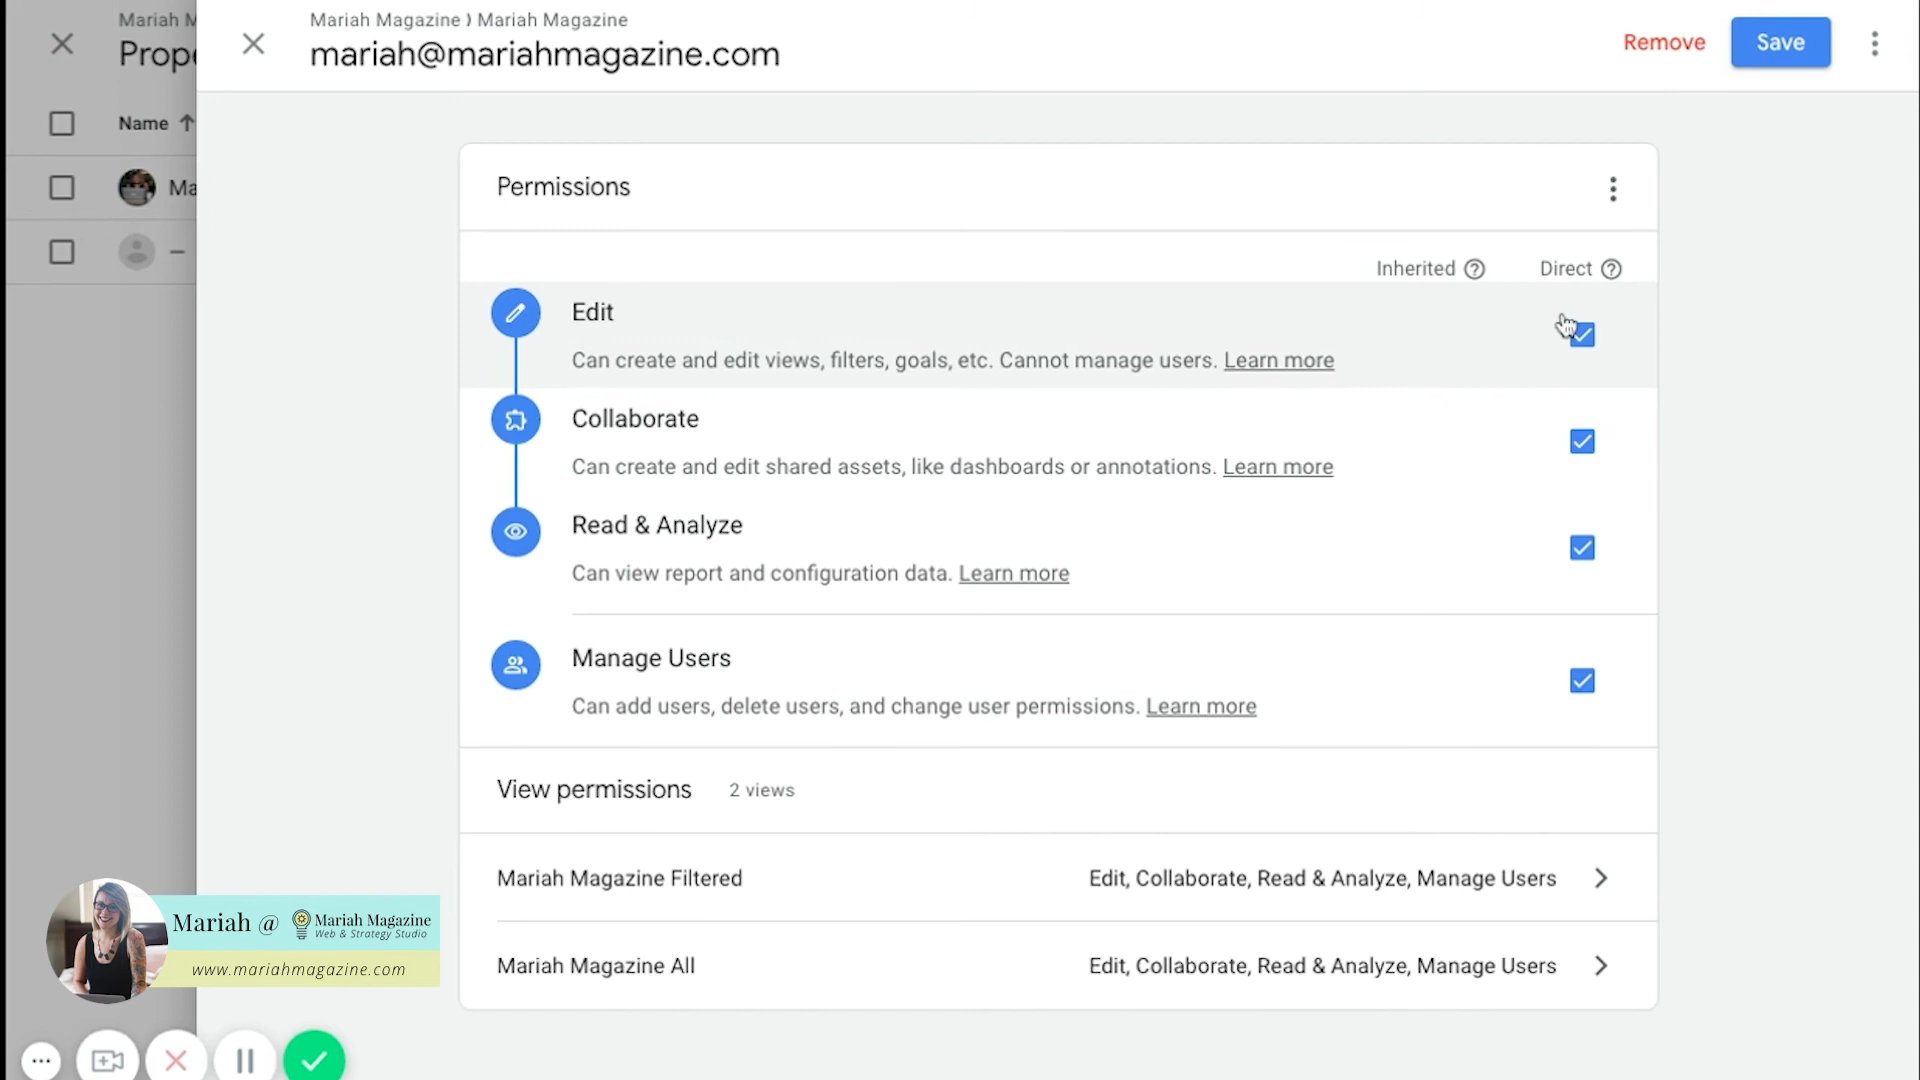 Mariah M
Prope
Name
Ma
Mariah Magazine ⟩ Mariah Magazine
mariah@mariahmagazine.com
Remove
Save
Permissions
Inherited
Direct
Edit
Can create and edit views, filters, goals, etc. Cannot manage users. Learn more
Collaborate
Can create and edit shared assets, like dashboards or annotations. Learn more
Read & Analyze
Can view report and configuration data. Learn more
Manage Users
Can add users, delete users, and change user permissions. Learn more
View permissions 2 views
Mariah Magazine Filtered Edit, Collaborate, Read & Analyze, Manage Users
Mariah Magazine All Edit, Collaborate, Read & Analyze, Manage Users
Mariah @ Mariah Magazine
Web & Strategy Studio
www.mariahmagazine.com